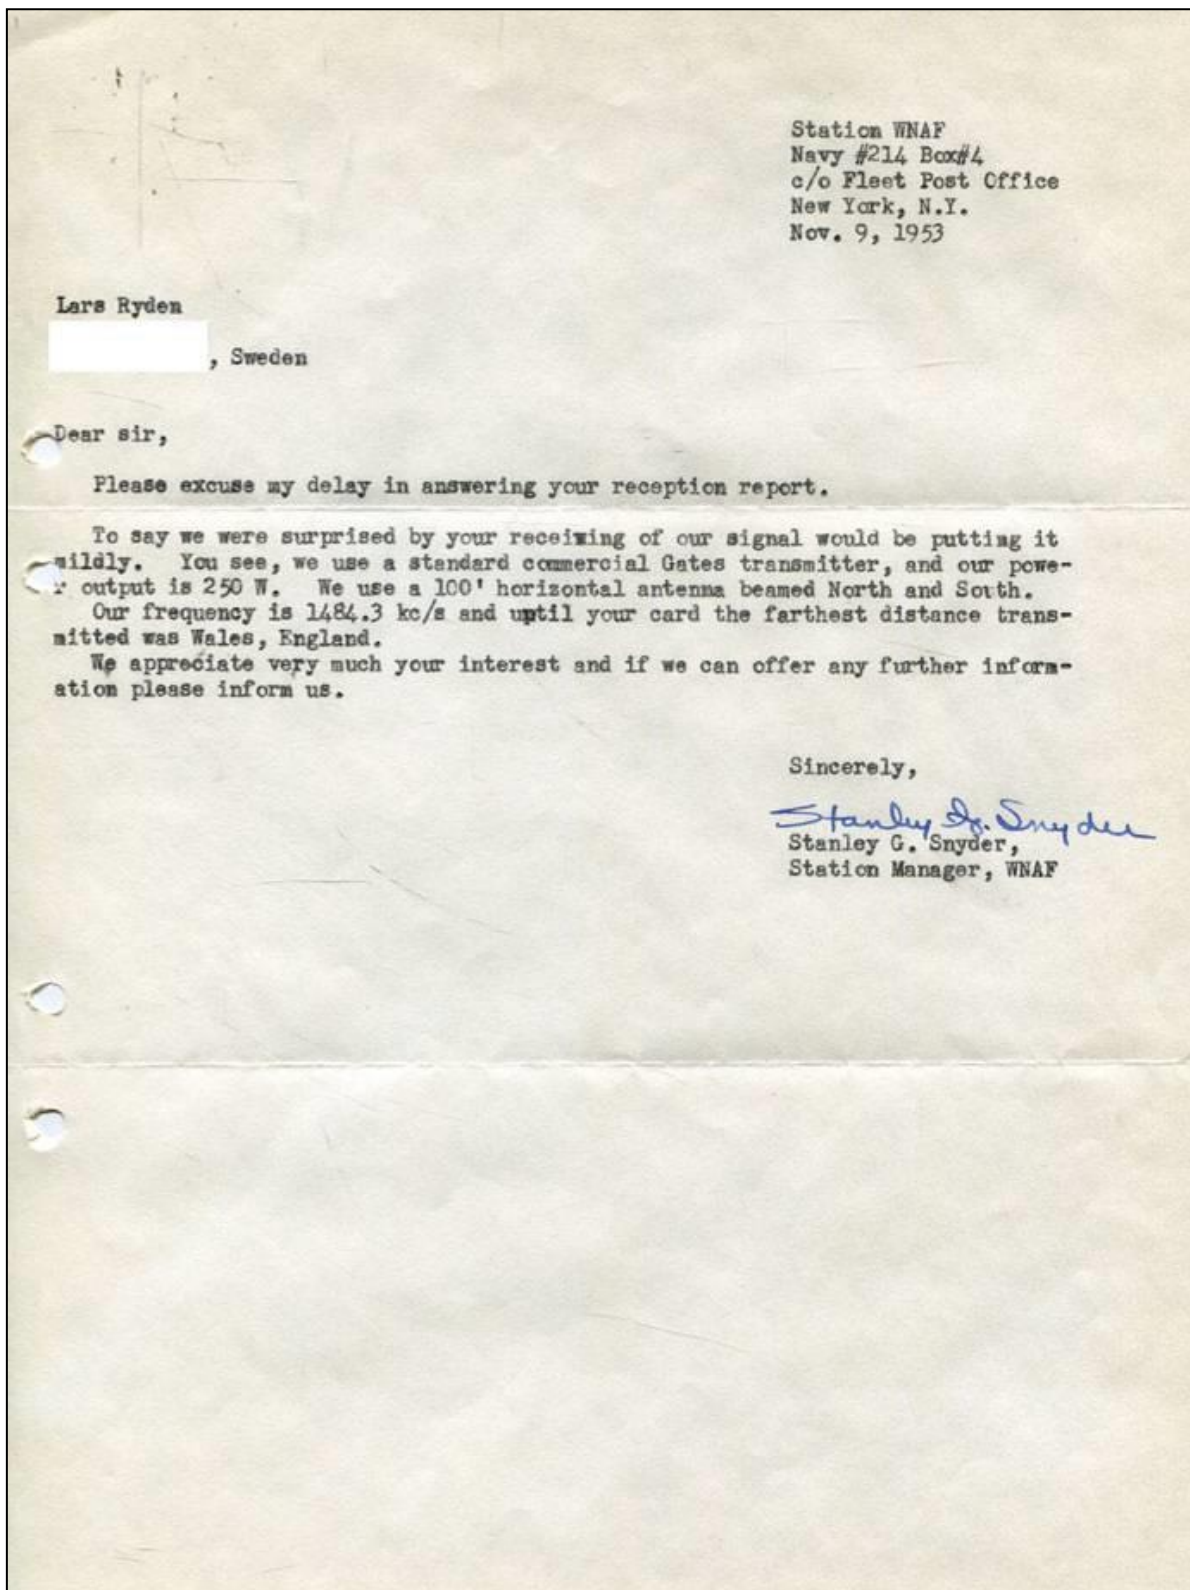 Station WNAF
Navy #214 Box#4
c/o Fleet Post Office
New York, N.Y.
Nov. 9, 1953
Lars Ryden
, Sweden
Dear sir,
Please excuse my delay in answering your reception report.
To say we were surprised by your receiving of our signal would be putting it
mildly. You see, we use a standard commercial Gates transmitter, and our powe-
r output is 250 W. We use a 100' horizontal antenna beamed North and South.
Our frequency is 1484.3 kc/s and until your card the farthest distance trans-
mitted was Wales, England.
We appreciate very much your interest and if we can offer any further inform-
ation please inform us.
Sincerely,
Stanley G. Snyder
Stanley G. Snyder,
Station Manager, WNAF